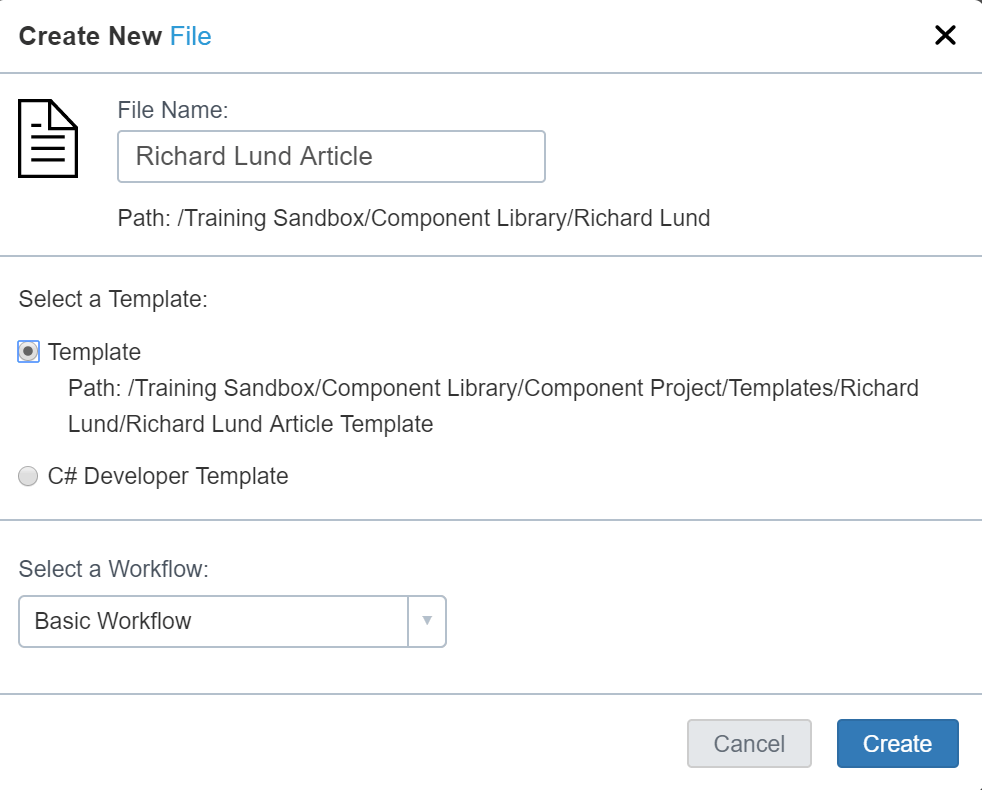 Create New File
File Name:
Richard Lund Article
Path: /Training Sandbox/Component Library/Richard Lund
Select a Template:
Template
Path: /Training Sandbox/Component Library/Component Project/Templates/Richard
Lund/Richard Lund Article Template
C# Developer Template
Select a Workflow:
Basic Workflow
Cancel
Create